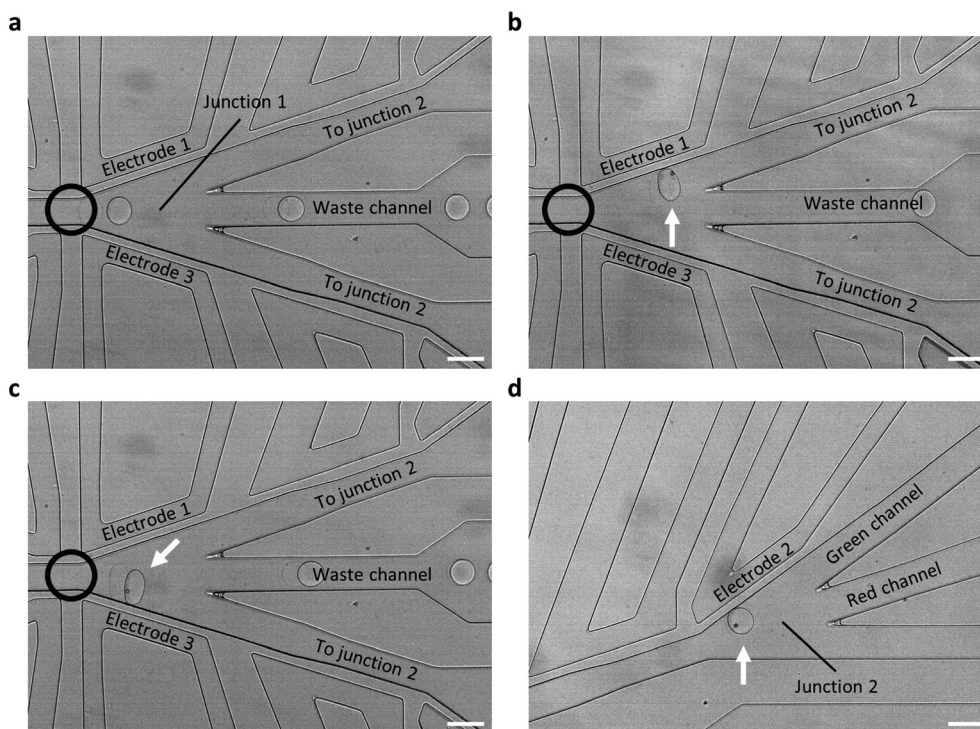 a
Junction 1
To junction 2
Electrode 1
Waste channel
Electrode 3
To junction 2
b
To junction 2
Electrode 1
Waste channel
Electrode 3
To junction 2
c
To junction 2
Electrode 1
Waste channel
Electrode 3
To junction 2
d
Green channel
Electrode 2
Red channel
Junction 2